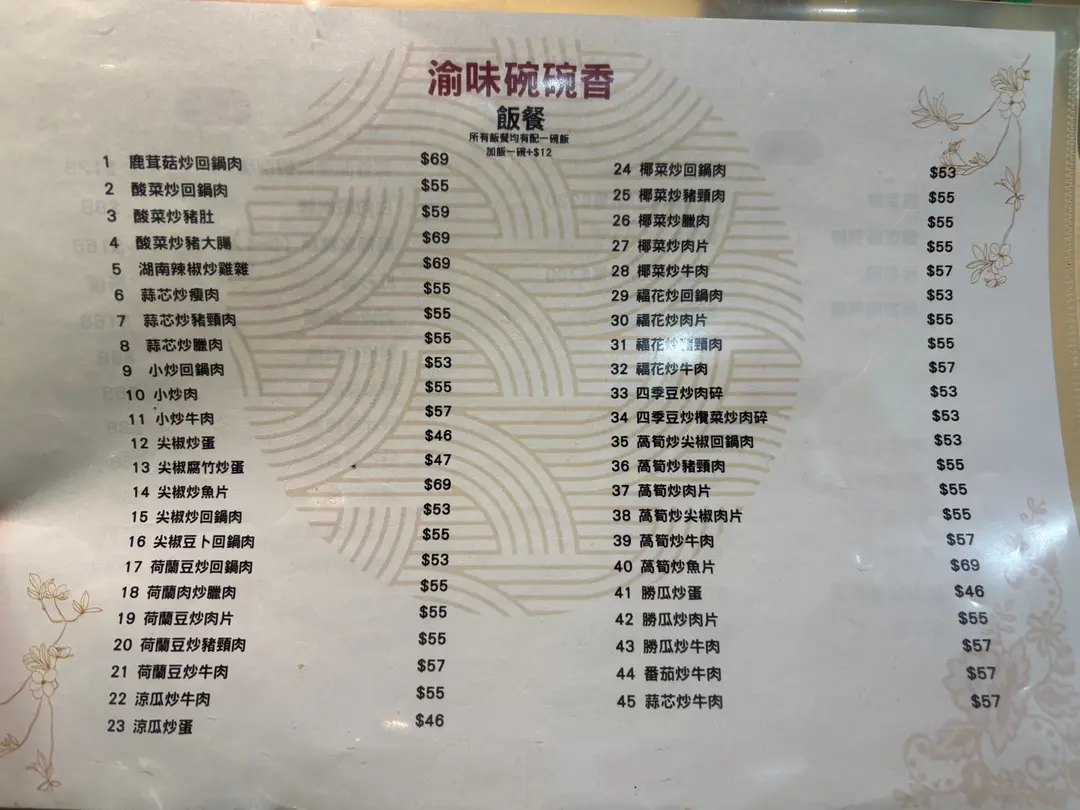 渝味碗碗香
飯餐
所有飯餐均有配一碗飯
加飯一碗+$12
1 鹿茸菇炒回鍋肉 $69
2 酸菜炒回鍋肉 $55
3 酸菜炒豬肚 $59
4 酸菜炒豬大腸 $69
5 湖南辣椒炒雞雜 $69
6 蒜芯炒瘦肉 $55
7 蒜芯炒豬頸肉 $55
8 蒜芯炒臘肉 $55
9 小炒回鍋肉 $53
10 小炒肉 $55
11 小炒牛肉 $57
12 尖椒炒蛋 $46
13 尖椒腐竹炒蛋 $47
14 尖椒炒魚片 $69
15 尖椒炒回鍋肉 $53
16 尖椒豆卜回鍋肉 $55
17 荷蘭豆炒回鍋肉 $53
18 荷蘭肉炒臘肉 $55
19 荷蘭豆炒肉片 $55
20 荷蘭豆炒豬頸肉 $55
21 荷蘭豆炒牛肉 $57
22 涼瓜炒牛肉 $55
23 涼瓜炒蛋 $46
24 椰菜炒回鍋肉 $53
25 椰菜炒豬頸肉 $55
26 椰菜炒臘肉 $55
27 椰菜炒肉片 $55
28 椰菜炒牛肉 $57
29 福花炒回鍋肉 $53
30 福花炒肉片 $55
31 福花炒豬頸肉 $55
32 福花炒牛肉 $57
33 四季豆炒肉碎 $53
34 四季豆炒欖菜炒肉碎 $53
35 萵筍炒尖椒回鍋肉 $53
36 萵筍炒豬頸肉 $55
37 萵筍炒肉片 $55
38 萵筍炒尖椒肉片 $55
39 萵筍炒牛肉 $57
40 萵筍炒魚片 $69
41 勝瓜炒蛋 $46
42 勝瓜炒肉片 $55
43 勝瓜炒牛肉 $57
44 番茄炒牛肉 $57
45 蒜芯炒牛肉 $57